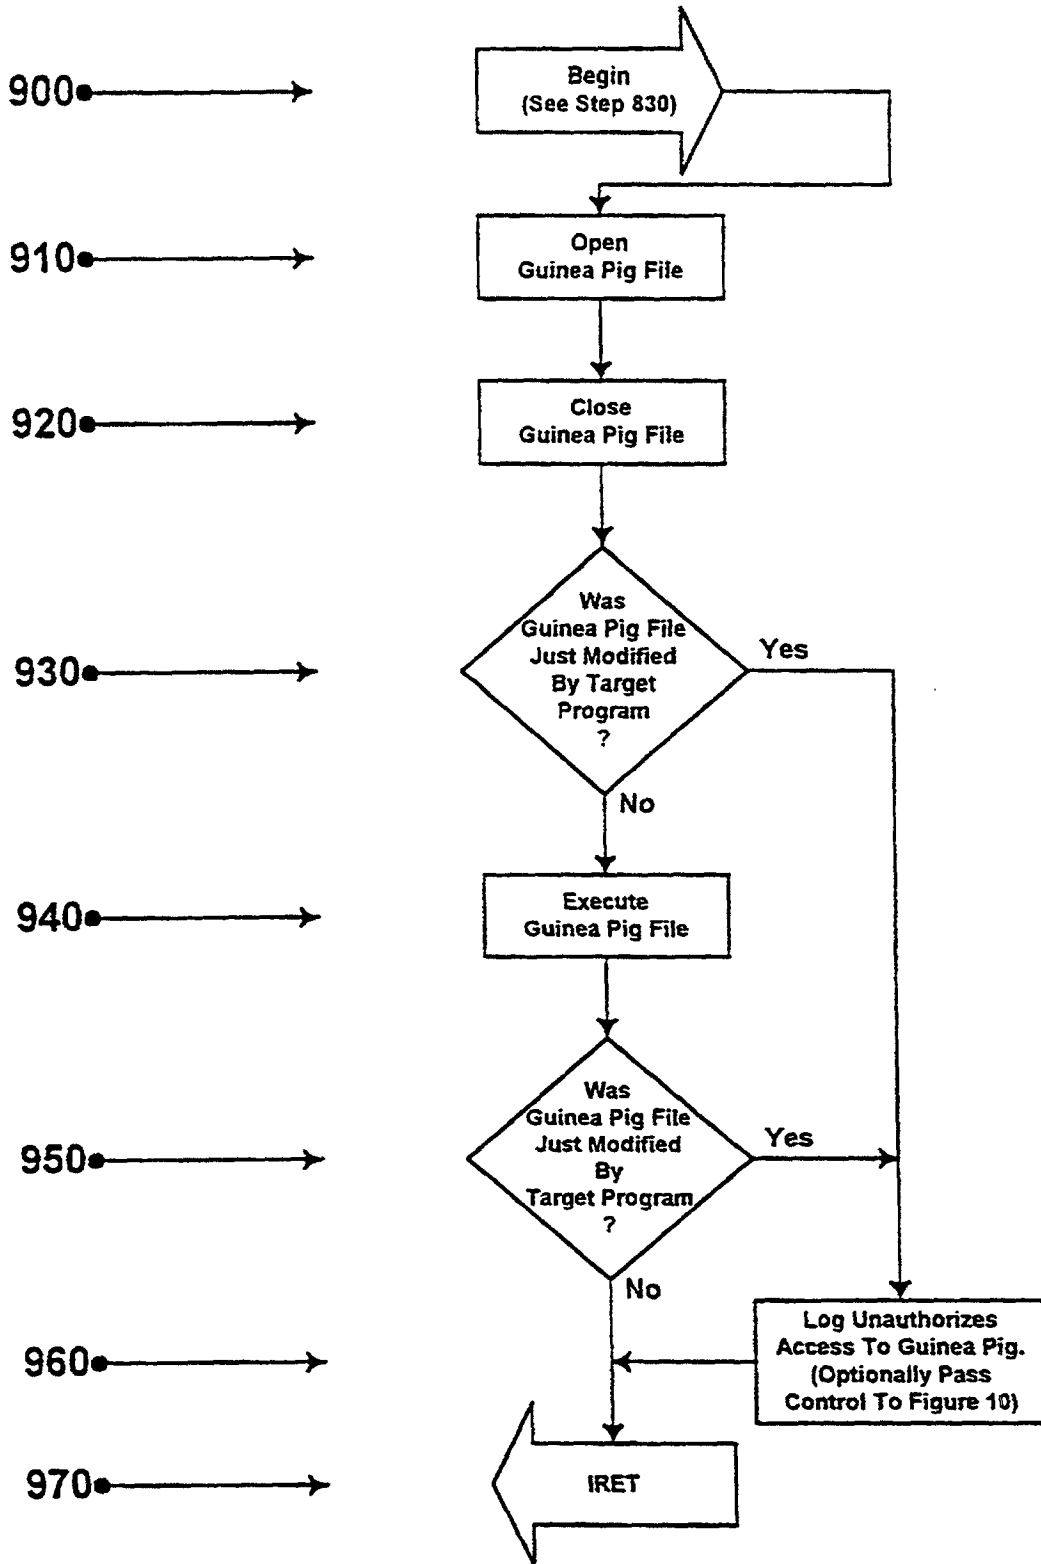 900
Begin
(See Step 830)
910
Open
Guinea Pig File
920
Close
Guinea Pig File
930
Was
Guinea Pig File
Just Modified
By Target
Program
?
Yes
No
940
Execute
Guinea Pig File
950
Was
Guinea Pig File
Just Modified
By
Target Program
?
Yes
No
960
Log Unauthorizes
Access To Guinea Pig.
(Optionally Pass
Control To Figure 10)
970
IRET